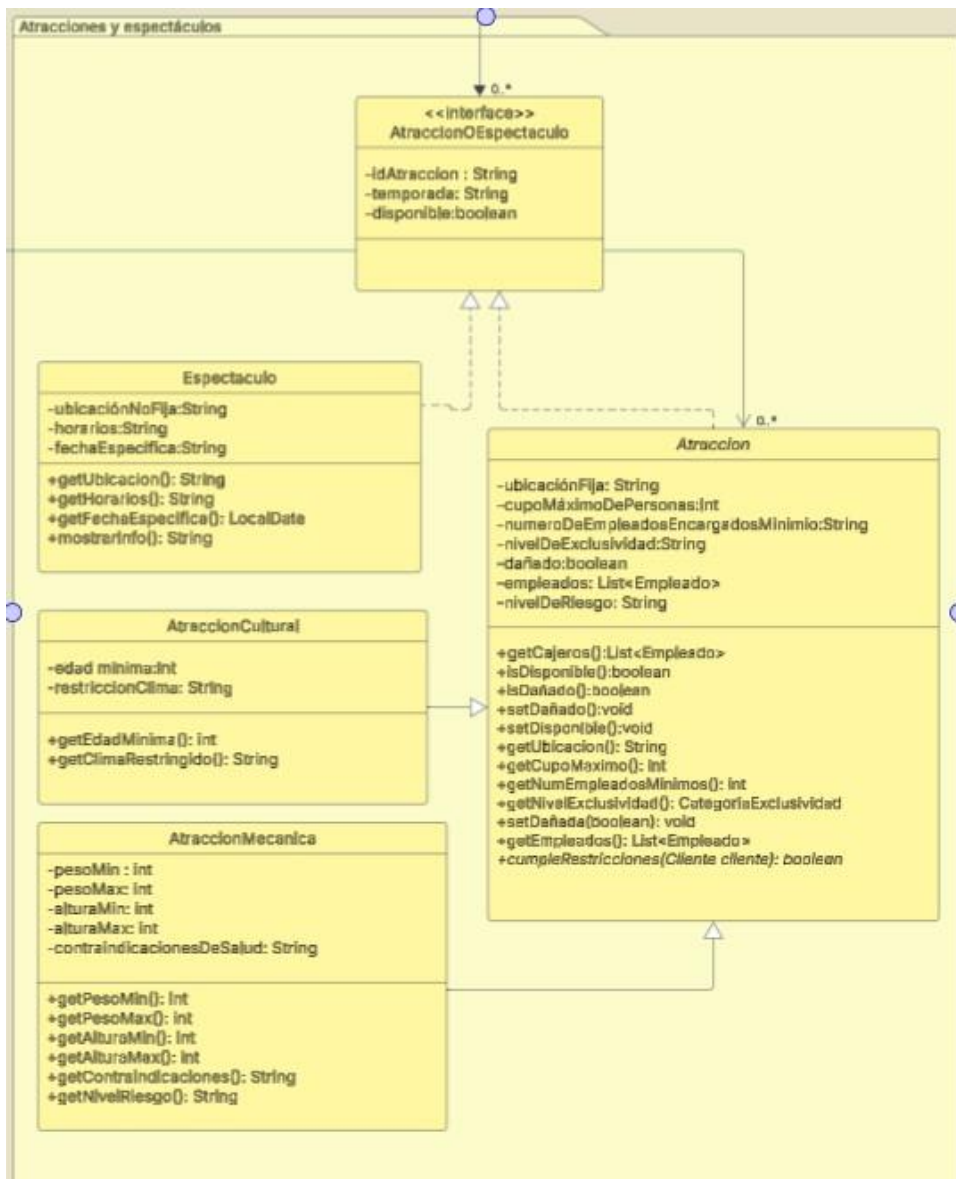 Atracciones y espectáculos
0..*
<<interface>>
AtraccionOEspectaculo
-idAtraccion : String
-temporada: String
-disponible:boolean
Espectaculo
-ubicaciónNoFija:String
-horarios:String
-fechaEspecifica:String
+getUbicacion(): String
+getHorarios(): String
+getFechaEspecifica(): LocalDate
+mostrarInfo(): String
0..*
Atraccion
-ubicaciónFija: String
-cupoMáximoDePersonas:int
-numeroDeEmpleadosEncargadosMinimio:String
-nivelDeExclusividad:String
-dañado:boolean
-empleados: List<Empleado>
-nivelDeRiesgo: String
+getCajeros():List<Empleado>
+isDisponible():boolean
+isDañado():boolean
+setDañado():void
+setDisponible():void
+getUbicacion(): String
+getCupoMaximo(): int
+getNumEmpleadosMinimos(): int
+getNivelExclusividad(): CategoriaExclusividad
+setDañada(boolean): void
+getEmpleados(): List<Empleado>
+cumpleRestricciones(Cliente cliente): boolean
AtraccionCultural
-edad minima:int
-restriccionClima: String
+getEdadMinima(): int
+getClimaRestringido(): String
AtraccionMecanica
-pesoMin : int
-pesoMax: int
-alturaMin: int
-alturaMax: int
-contraindicacionesDeSalud: String
+getPesoMin(): int
+getPesoMax(): int
+getAlturaMin(): int
+getAlturaMax(): int
+getContraindicaciones(): String
+getNivelRiesgo(): String